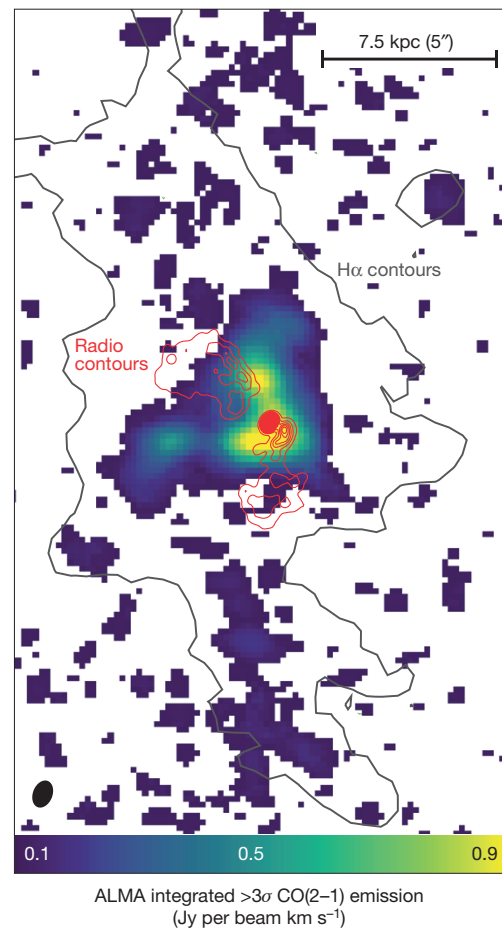 7.5 kpc (5″)
Hα contours
Radio
contours
0.1 0.5 0.9
ALMA integrated >3σ CO(2–1) emission
(Jy per beam km s⁻¹)